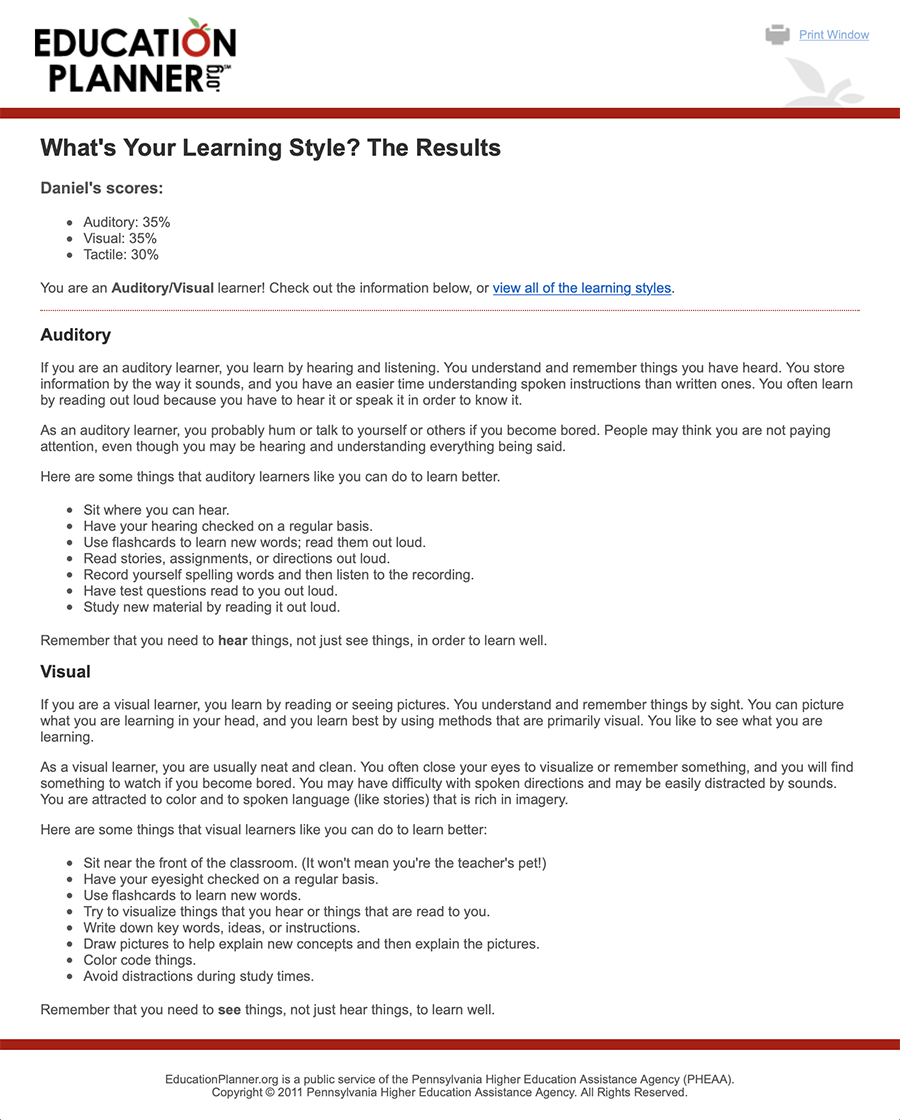 EDUCATION
PLANNER.org™
Print Window
What's Your Learning Style? The Results
Daniel's scores:
• Auditory: 35%
• Visual: 35%
• Tactile: 30%
You are an Auditory/Visual learner! Check out the information below, or view all of the learning styles.
Auditory
If you are an auditory learner, you learn by hearing and listening. You understand and remember things you have heard. You store
information by the way it sounds, and you have an easier time understanding spoken instructions than written ones. You often learn
by reading out loud because you have to hear it or speak it in order to know it.
As an auditory learner, you probably hum or talk to yourself or others if you become bored. People may think you are not paying
attention, even though you may be hearing and understanding everything being said.
Here are some things that auditory learners like you can do to learn better.
• Sit where you can hear.
• Have your hearing checked on a regular basis.
• Use flashcards to learn new words; read them out loud.
• Read stories, assignments, or directions out loud.
• Record yourself spelling words and then listen to the recording.
• Have test questions read to you out loud.
• Study new material by reading it out loud.
Remember that you need to hear things, not just see things, in order to learn well.
Visual
If you are a visual learner, you learn by reading or seeing pictures. You understand and remember things by sight. You can picture
what you are learning in your head, and you learn best by using methods that are primarily visual. You like to see what you are
learning.
As a visual learner, you are usually neat and clean. You often close your eyes to visualize or remember something, and you will find
something to watch if you become bored. You may have difficulty with spoken directions and may be easily distracted by sounds.
You are attracted to color and to spoken language (like stories) that is rich in imagery.
Here are some things that visual learners like you can do to learn better:
• Sit near the front of the classroom. (It won't mean you're the teacher's pet!)
• Have your eyesight checked on a regular basis.
• Use flashcards to learn new words.
• Try to visualize things that you hear or things that are read to you.
• Write down key words, ideas, or instructions.
• Draw pictures to help explain new concepts and then explain the pictures.
• Color code things.
• Avoid distractions during study times.
Remember that you need to see things, not just hear things, to learn well.
EducationPlanner.org is a public service of the Pennsylvania Higher Education Assistance Agency (PHEAA).
Copyright © 2011 Pennsylvania Higher Education Assistance Agency. All Rights Reserved.